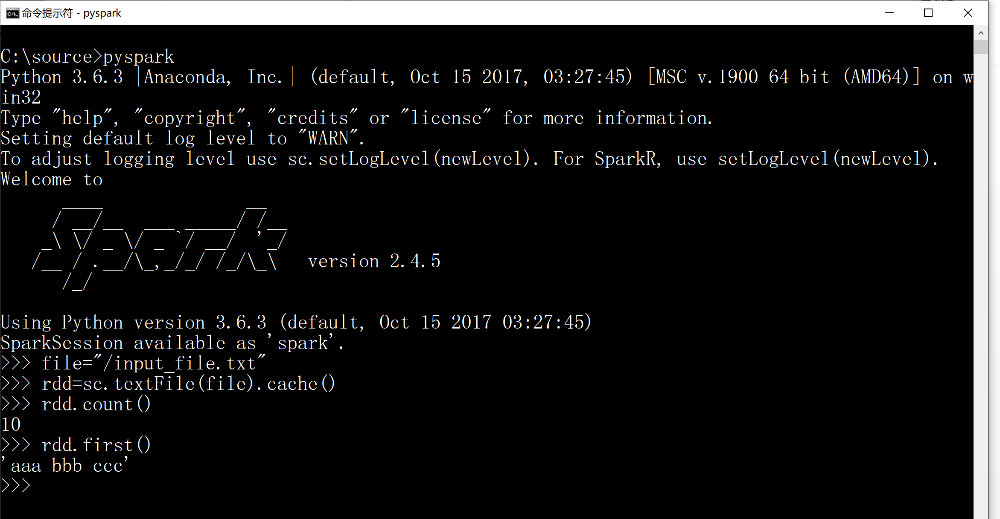 命令提示符 - pyspark
C:\source>pyspark
Python 3.6.3 |Anaconda, Inc.| (default, Oct 15 2017, 03:27:45) [MSC v.1900 64 bit (AMD64)] on w
in32
Type "help", "copyright", "credits" or "license" for more information.
Setting default log level to "WARN".
To adjust logging level use sc.setLogLevel(newLevel). For SparkR, use setLogLevel(newLevel).
Welcome to
      ____              __
     / __/__  ___ _____/ /__
    _\ \/ _ \/ _ `/ __/  '_/
   /__ / .__/\_,_/_/ /_/\_\   version 2.4.5
      /_/
Using Python version 3.6.3 (default, Oct 15 2017 03:27:45)
SparkSession available as 'spark'.
>>> file="/input_file.txt"
>>> rdd=sc.textFile(file).cache()
>>> rdd.count()
10
>>> rdd.first()
'aaa bbb ccc'
>>>